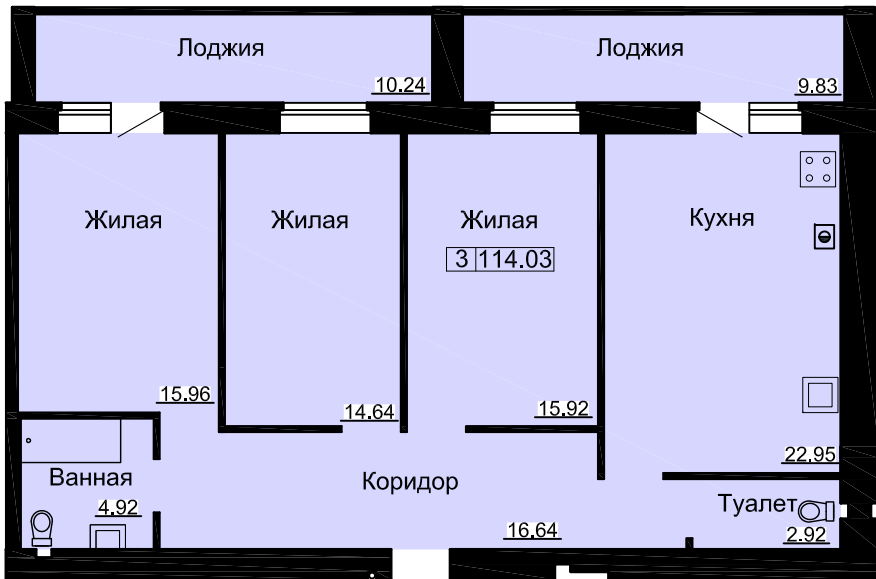 Лоджия
10.24
Лоджия
9.83
Жилая
15.96
Жилая
14.64
Жилая
3 114.03
15.92
Кухня
22.95
Ванная
4.92
Коридор
16.64
Туалет
2.92